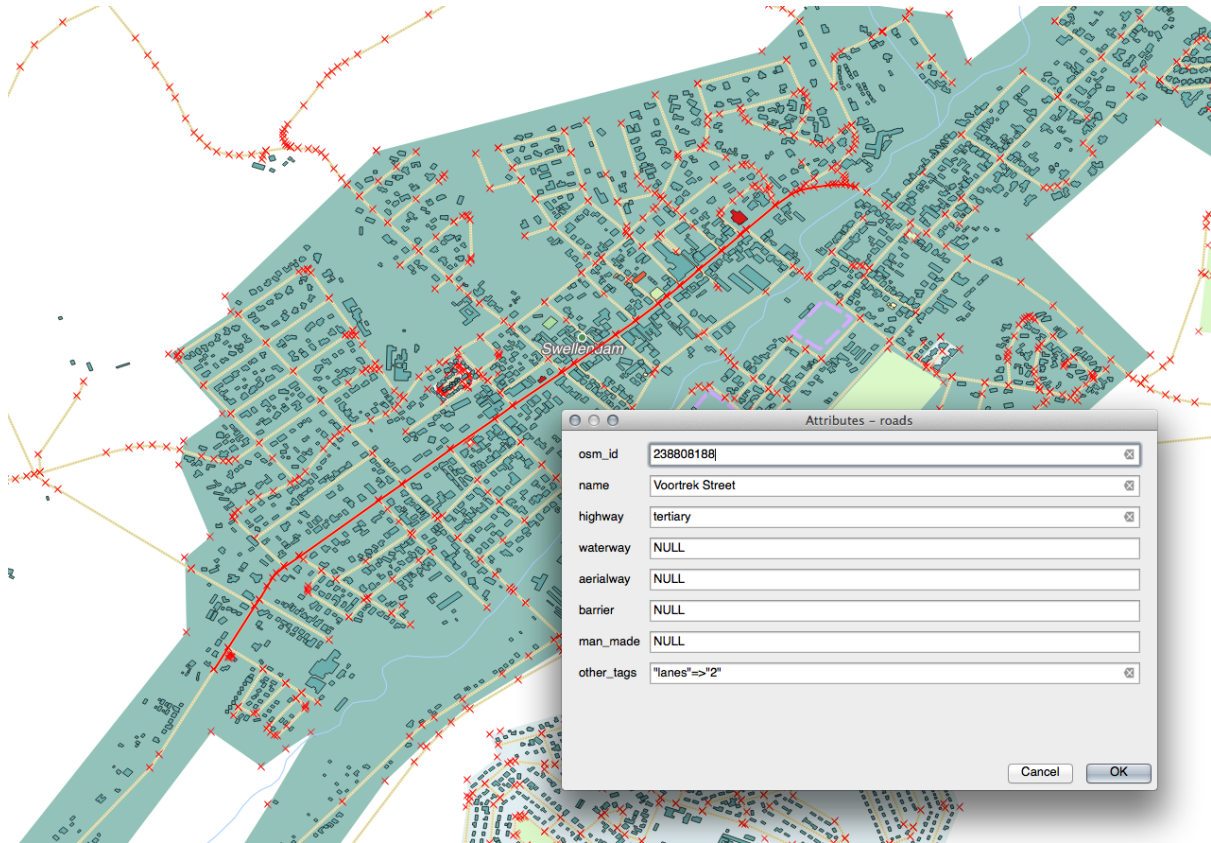 Swellendam
Attributes – roads
osm_id 238808188
name Voortrek Street
highway tertiary
waterway NULL
aerialway NULL
barrier NULL
man_made NULL
other_tags "lanes"=>"2"
Cancel OK